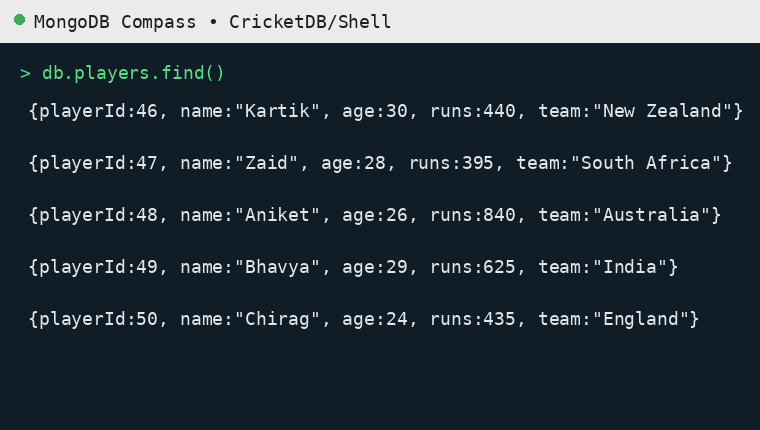 MongoDB Compass • CricketDB/Shell
> db.players.find()
{playerId:46, name:"Kartik", age:30, runs:440, team:"New Zealand"}
{playerId:47, name:"Zaid", age:28, runs:395, team:"South Africa"}
{playerId:48, name:"Aniket", age:26, runs:840, team:"Australia"}
{playerId:49, name:"Bhavya", age:29, runs:625, team:"India"}
{playerId:50, name:"Chirag", age:24, runs:435, team:"England"}